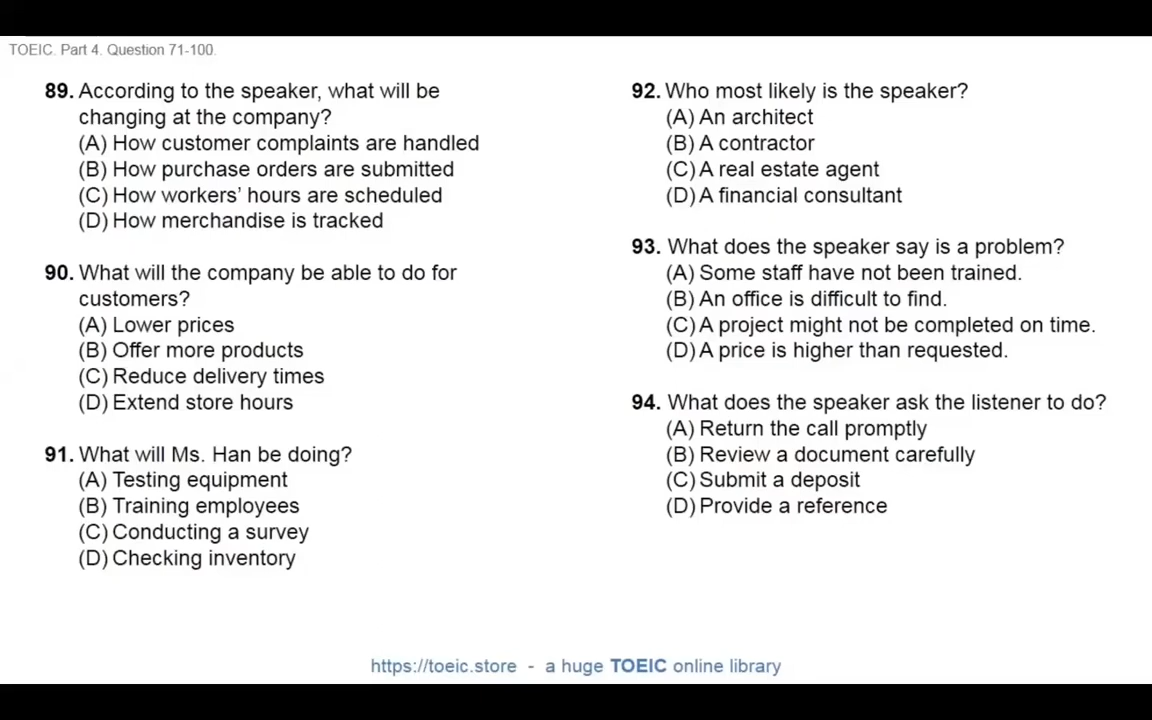 TOEIC. Part 4. Question 71-100.
89. According to the speaker, what will be
changing at the company?
(A) How customer complaints are handled
(B) How purchase orders are submitted
(C) How workers' hours are scheduled
(D) How merchandise is tracked
90. What will the company be able to do for
customers?
(A) Lower prices
(B) Offer more products
(C) Reduce delivery times
(D) Extend store hours
91. What will Ms. Han be doing?
(A) Testing equipment
(B) Training employees
(C) Conducting a survey
(D) Checking inventory
92. Who most likely is the speaker?
(A) An architect
(B) A contractor
(C) A real estate agent
(D) A financial consultant
93. What does the speaker say is a problem?
(A) Some staff have not been trained.
(B) An office is difficult to find.
(C) A project might not be completed on time.
(D) A price is higher than requested.
94. What does the speaker ask the listener to do?
(A) Return the call promptly
(B) Review a document carefully
(C) Submit a deposit
(D) Provide a reference
https://toeic.store - a huge TOEIC online library